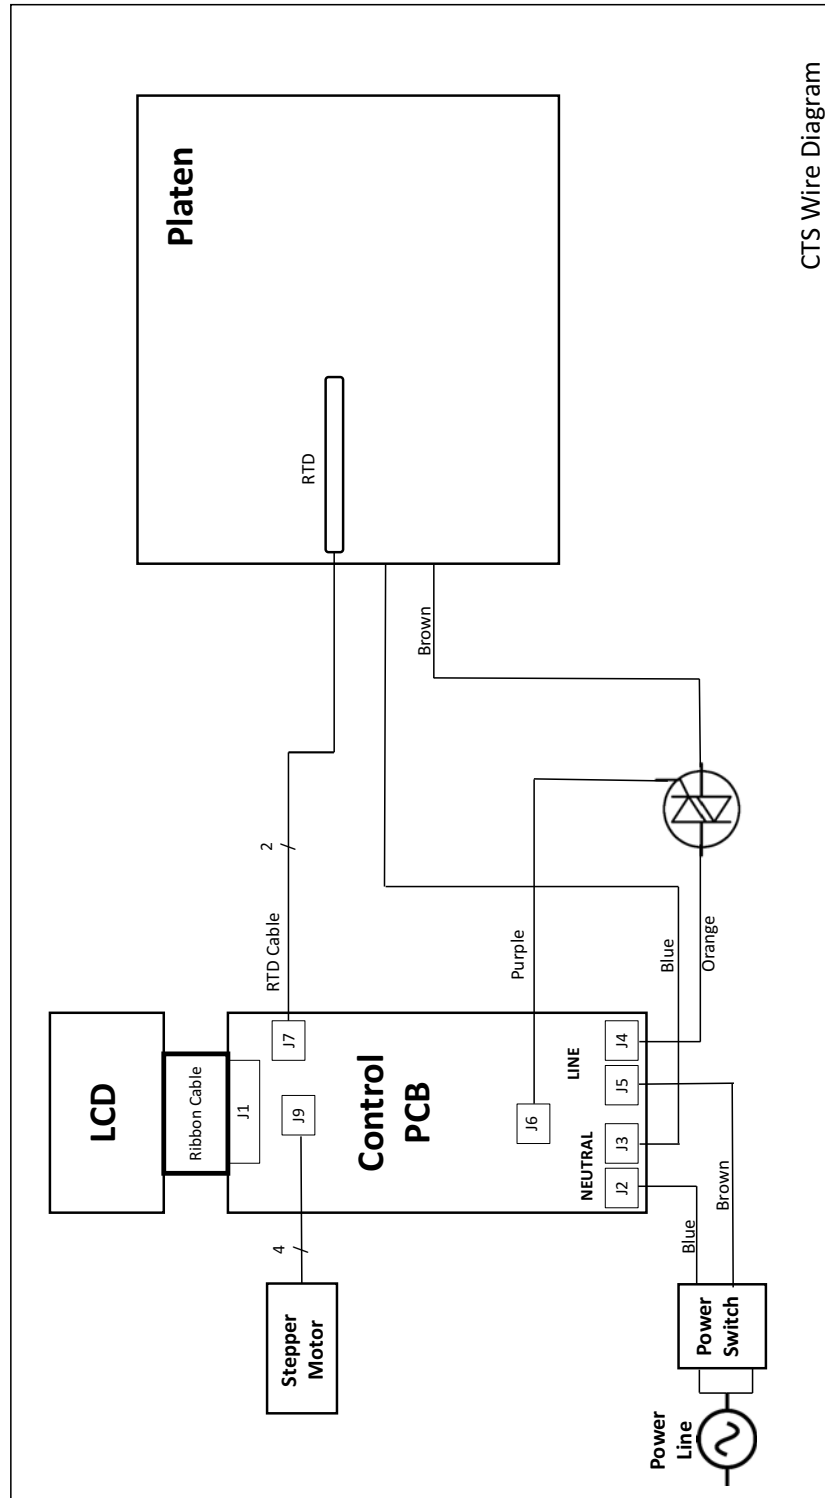 Platen
RTD
Brown
2
RTD Cable
Purple
Blue
Orange
LCD
Ribbon Cable
J1
J7
J9
Control
PCB
J6
LINE
J4
J5
NEUTRAL
J3
J2
4
Stepper
Motor
Blue
Brown
Power
Switch
Power
Line
CTS Wire Diagram